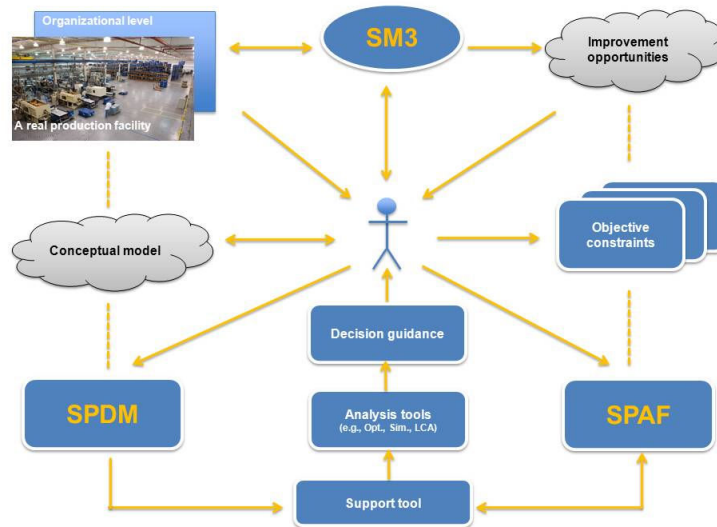 Organizational level
A real production facility
SM3
Improvement
opportunities
Conceptual model
Objective
constraints
Decision guidance
SPDM
Analysis tools
(e.g., Opt., Sim., LCA)
SPAF
Support tool